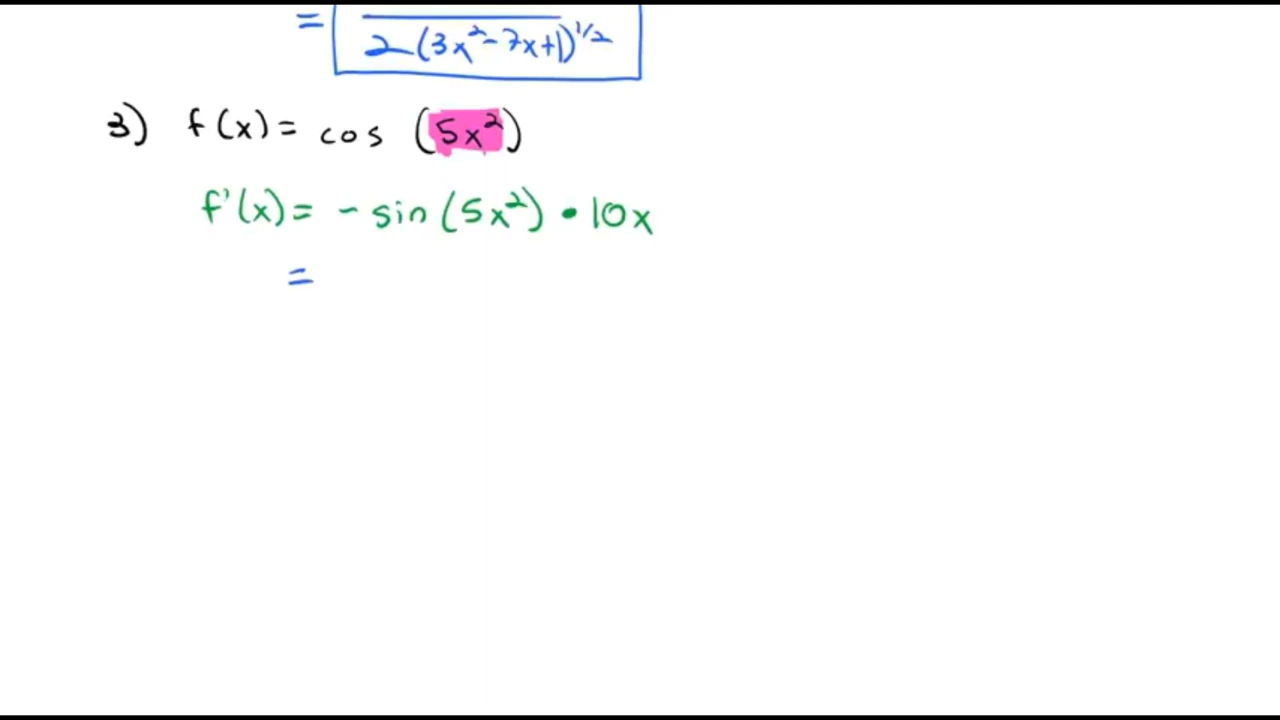 =
2(3x²-7x+1)^1/2
3) f(x) = cos (5x²)
f'(x) = - sin (5x²) • 10x
=